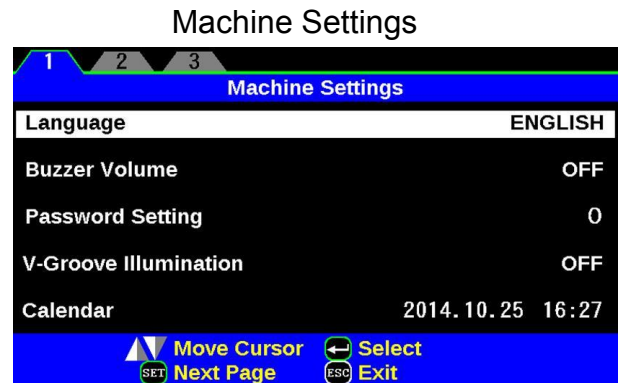 Machine Settings
1 2 3
Machine Settings
Language ENGLISH
Buzzer Volume OFF
Password Setting 0
V-Groove Illumination OFF
Calendar 2014.10.25 16:27
Move Cursor Select
SET Next Page ESC Exit